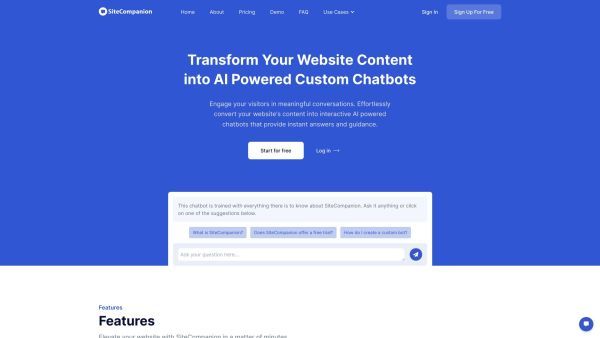 SiteCompanion
Home About Pricing Demo FAQ Use Cases
Sign In Sign Up For Free
Transform Your Website Content
into AI Powered Custom Chatbots
Engage your visitors in meaningful conversations. Effortlessly
convert your website's content into interactive AI powered
chatbots that provide instant answers and guidance.
Start for free Log in →
This chatbot is trained with everything there is to know about SiteCompanion. Ask it anything or click
on one of the suggestions below.
What is SiteCompanion? Does SiteCompanion offer a free trial? How do I create a custom bot?
Ask your question...
Features
Features
Elevate your website with SiteCompanion in a matter of minutes